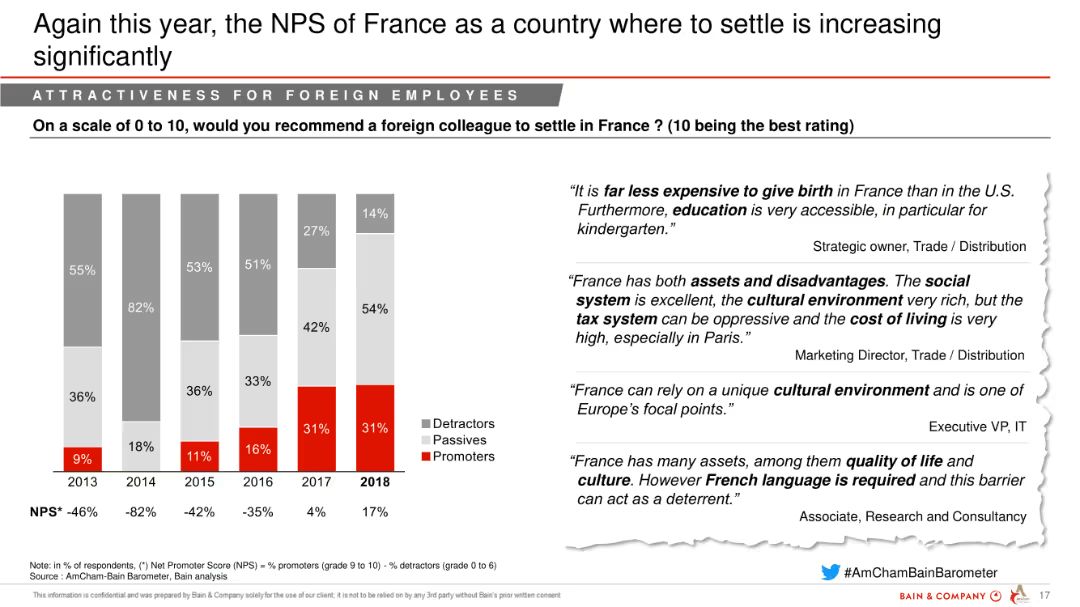 Again this year, the NPS of France as a country where to settle is increasing
significantly
ATTRACTIVENESS FOR FOREIGN EMPLOYEES
On a scale of 0 to 10, would you recommend a foreign colleague to settle in France ? (10 being the best rating)
55%
36%
9%
82%
18%
53%
36%
11%
51%
33%
16%
27%
42%
31%
14%
54%
31%
Detractors
Passives
Promoters
2013 2014 2015 2016 2017 2018
NPS* -46% -82% -42% -35% 4% 17%
“It is far less expensive to give birth in France than in the U.S.
Furthermore, education is very accessible, in particular for
kindergarten.”
Strategic owner, Trade / Distribution
“France has both assets and disadvantages. The social
system is excellent, the cultural environment very rich, but the
tax system can be oppressive and the cost of living is very
high, especially in Paris.”
Marketing Director, Trade / Distribution
“France can rely on a unique cultural environment and is one of
Europe’s focal points.”
Executive VP, IT
“France has many assets, among them quality of life and
culture. However French language is required and this barrier
can act as a deterrent.”
Associate, Research and Consultancy
Note: in % of respondents, (*) Net Promoter Score (NPS) = % promoters (grade 9 to 10) - % detractors (grade 0 to 6)
Source : AmCham-Bain Barometer, Bain analysis
#AmChamBainBarometer
This information is confidential and was prepared by Bain & Company solely for the use of our client; it is not to be relied on by any 3rd party without Bain's prior written consent
BAIN & COMPANY
17